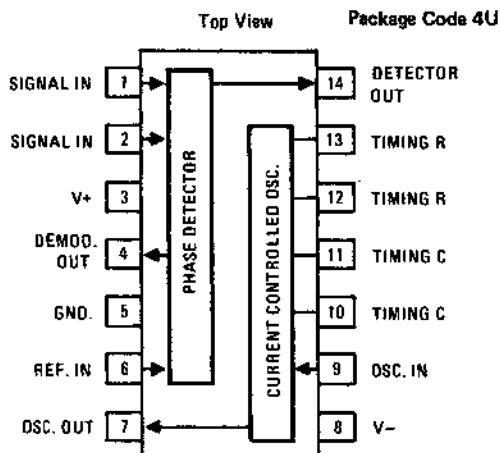 Top View
Package Code 4U
SIGNAL IN
1
SIGNAL IN
2
V+
3
DEMOD.
OUT
4
GND.
5
REF. IN
6
OSC. OUT
7
PHASE DETECTOR
CURRENT CONTROLLED OSC.
14
DETECTOR
OUT
13
TIMING R
12
TIMING R
11
TIMING C
10
TIMING C
9
OSC. IN
8
V−